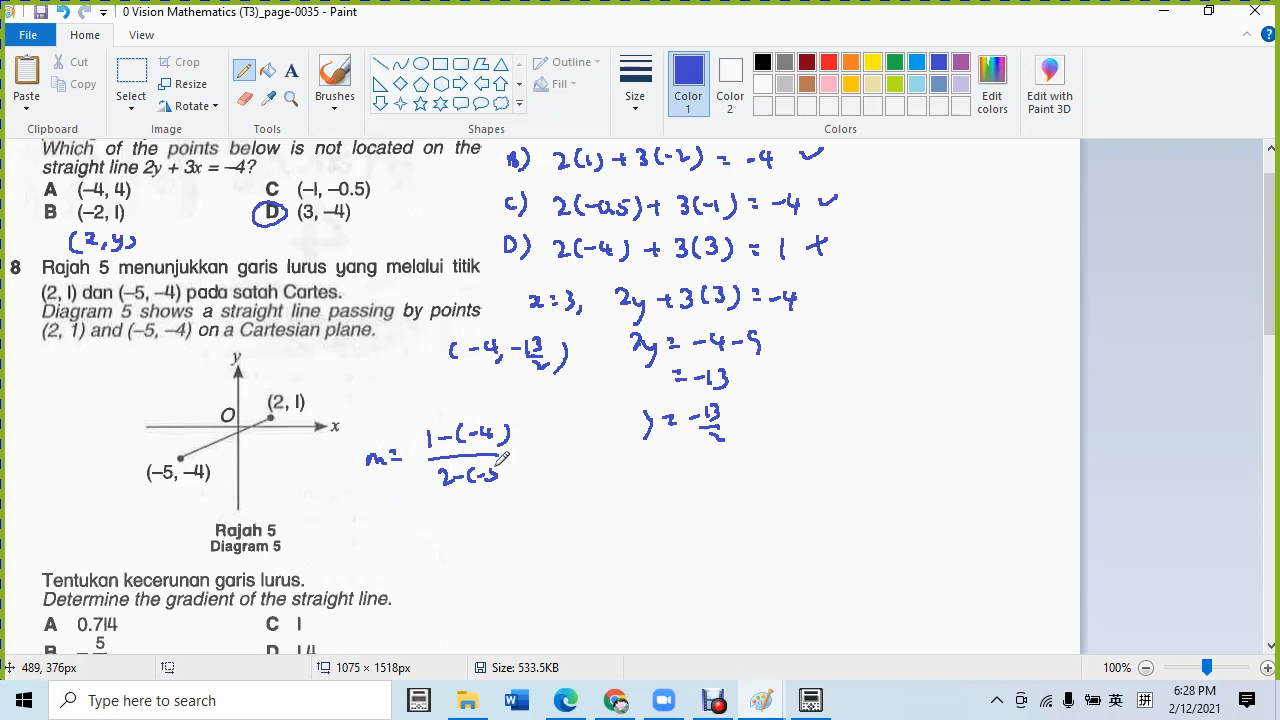 0 Vision Mathematics (T3)_page-0035 - Paint
File Home View
Paste Cut Copy Clipboard
Select Crop Resize Rotate Image
A Tools
Brushes
Outline Fill Shapes
Size
Color 1 Color 2 Edit colors Edit with Paint 3D Colors
Which of the points below is not located on the
straight line 2y + 3x = –4?
A (–4, 4) C (–1, –0.5)
B (–2, 1) D (3, –4)
(x, y)
B) 2(1) + 3(-2) = -4 ✓
C) 2(-0.5) + 3(-1) = -4 ✓
D) 2(-4) + 3(3) = 1 ×
x = 3, 2y + 3(3) = -4
2y = -4 - 9
= -13
y = -13/2
(-4, -13/2)
8 Rajah 5 menunjukkan garis lurus yang melalui titik
(2, 1) dan (–5, –4) pada satah Cartes.
Diagram 5 shows a straight line passing by points
(2, 1) and (–5, –4) on a Cartesian plane.
y
O (2, 1)
x
(–5, –4)
m = 1-(-4) / 2-(-5
Rajah 5
Diagram 5
Tentukan kecerunan garis lurus.
Determine the gradient of the straight line.
A 0.714 C 1
489, 376px 1075 × 1518px Size: 533.5KB 100%
Type here to search
ENG 拼 6:28 PM
2/12/2021